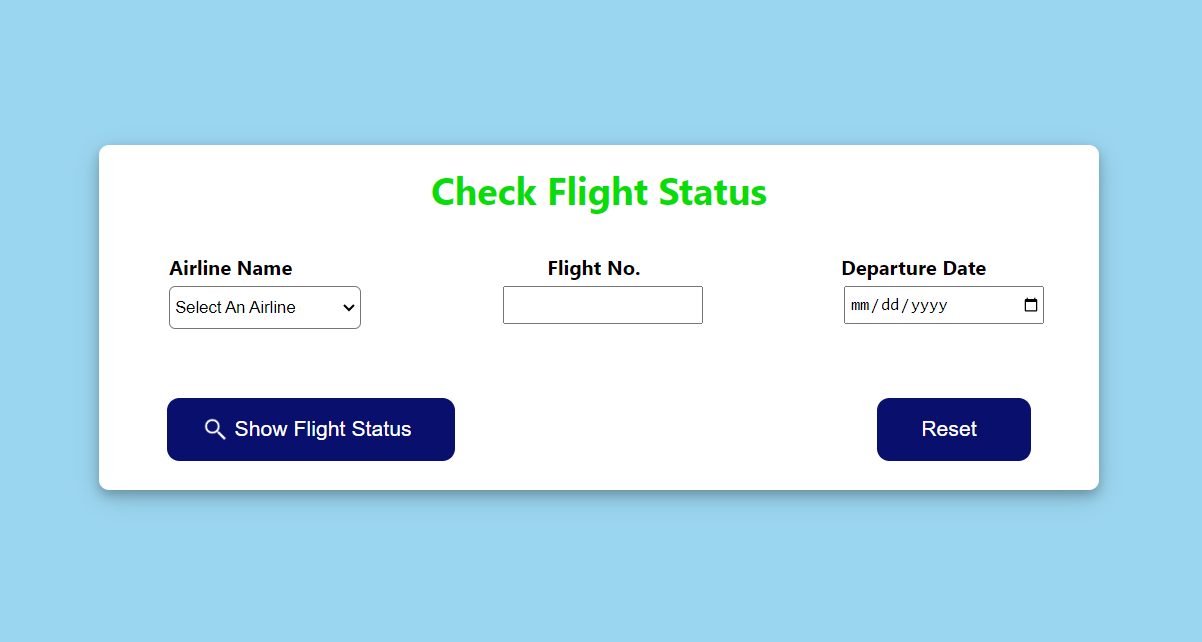 Check Flight Status
Airline Name Flight No. Departure Date
Select An Airline mm/dd/yyyy
Show Flight Status Reset